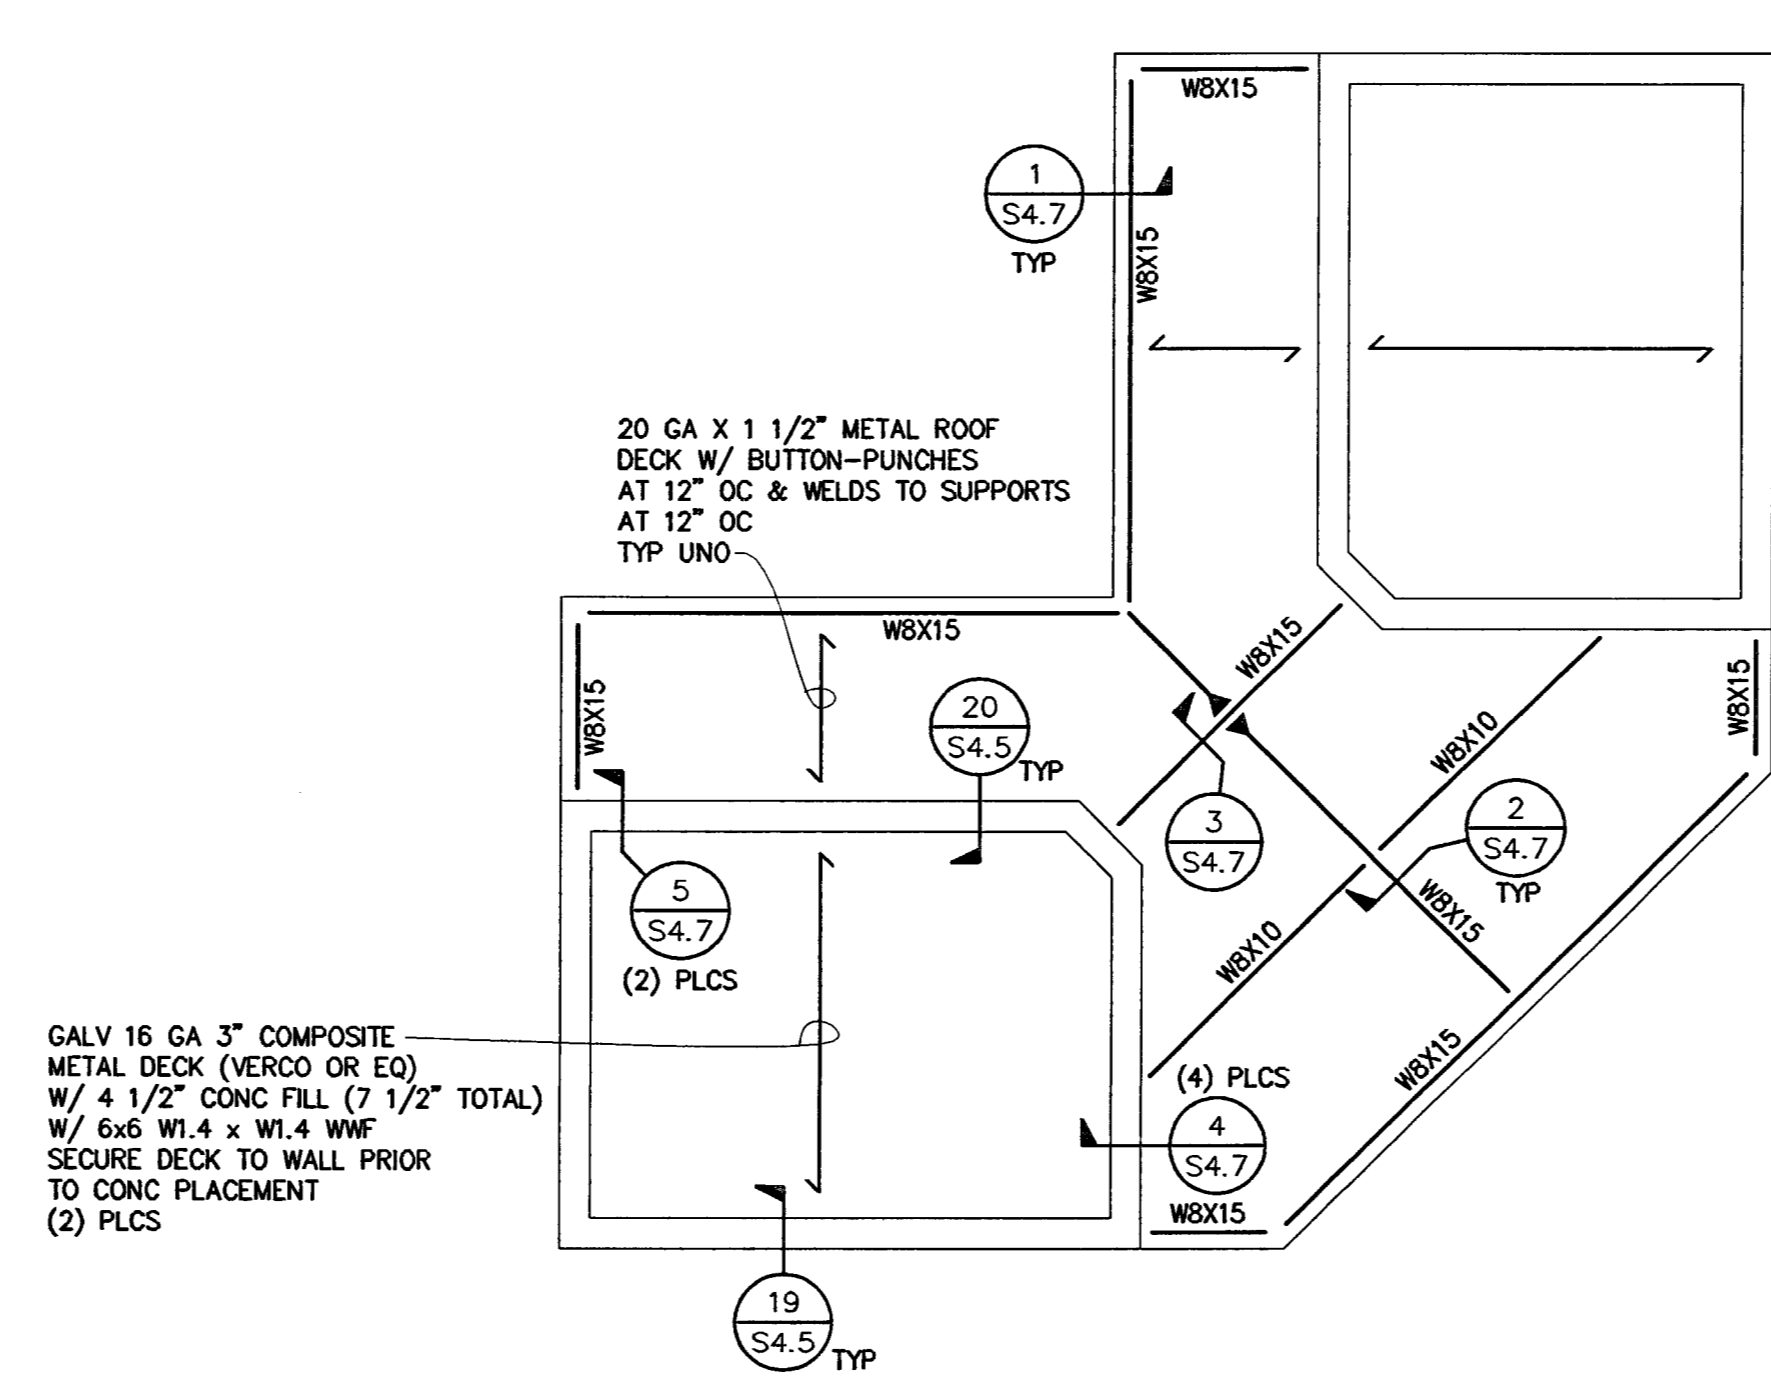 W8X15
1
S4.7
TYP
W8X15
20 GA X 1 1/2" METAL ROOF
DECK W/ BUTTON-PUNCHES
AT 12" OC & WELDS TO SUPPORTS
AT 12" OC
TYP UNO
W8X15
W8X15
W8X15
W8X15
20
S4.5
TYP
W8X10
3
S4.7
2
S4.7
TYP
5
S4.7
(2) PLCS
W8X15
W8X10
GALV 16 GA 3" COMPOSITE
METAL DECK (VERCO OR EQ)
W/ 4 1/2" CONC FILL (7 1/2" TOTAL)
W/ 6x6 W1.4 x W1.4 WWF
SECURE DECK TO WALL PRIOR
TO CONC PLACEMENT
(2) PLCS
(4) PLCS
4
S4.7
W8X15
W8X15
19
S4.5
TYP